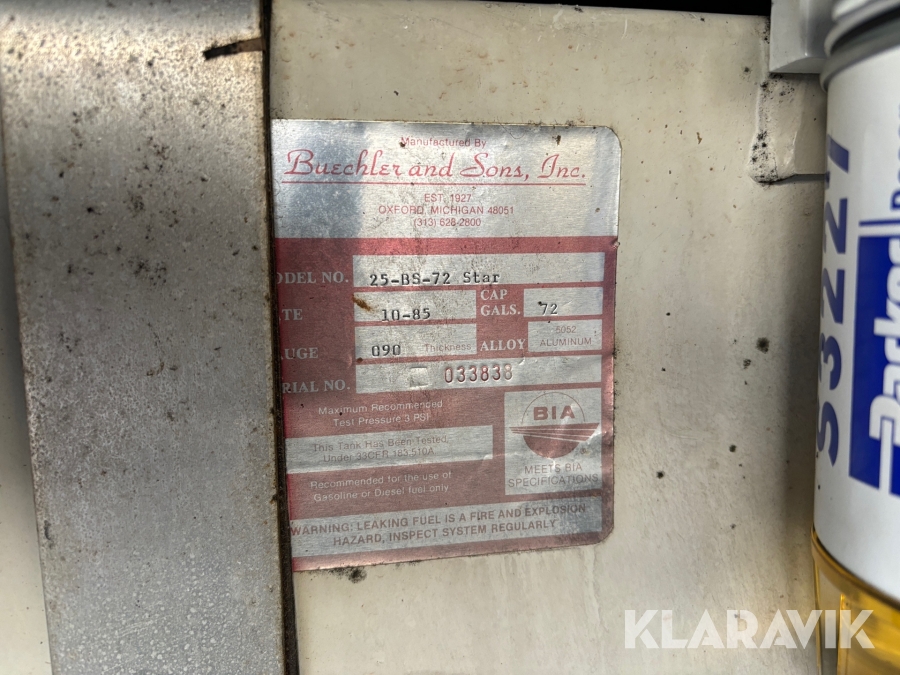 Manufactured By
Buechler and Sons, Inc.
EST. 1927
OXFORD, MICHIGAN 48051
(313) 628-2800
ODEL NO. 25-BS-72 Star
TE 10-85 CAP GALS. 72
UGE 090 Thickness ALLOY 5052 ALUMINUM
RIAL NO. 033838
Maximum Recommended
Test Pressure 3 PSI
This Tank Has Been Tested
Under 33CFR 183.510A
Recommended for the use of
Gasoline or Diesel fuel only
BIA
MEETS BIA
SPECIFICATIONS
WARNING: LEAKING FUEL IS A FIRE AND EXPLOSION
HAZARD, INSPECT SYSTEM REGULARLY
S3227
Parker
KLARAVIK